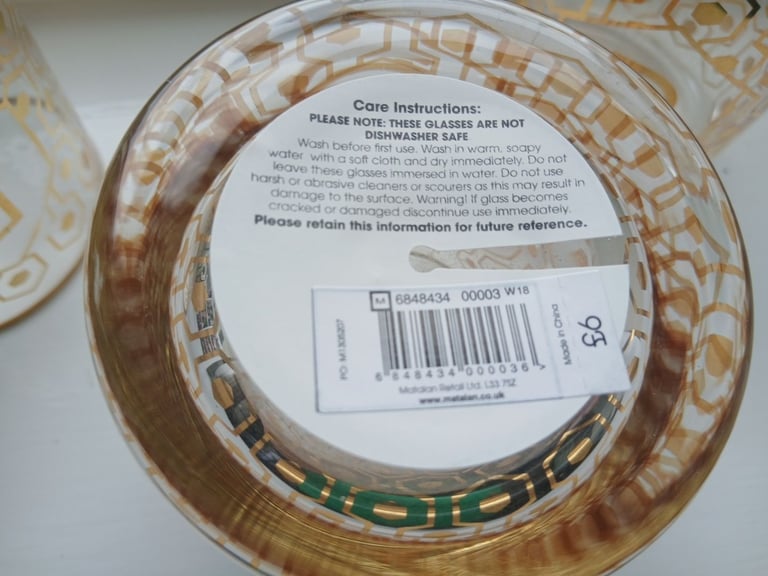 Care Instructions:
PLEASE NOTE: THESE GLASSES ARE NOT
DISHWASHER SAFE
Wash before first use. Wash in warm, soapy
water with a soft cloth and dry immediately. Do not
leave these glasses immersed in water. Do not use
harsh or abrasive cleaners or scourers as this may result in
damage to the surface. Warning! If glass becomes
cracked or damaged discontinue use immediately.
Please retain this information for future reference.
M 6848434 00003 W18
6 848434 000036 v
Matalan Retail Ltd. L33 7SZ
www.matalan.co.uk
PO: M1305207
Made in China
£6